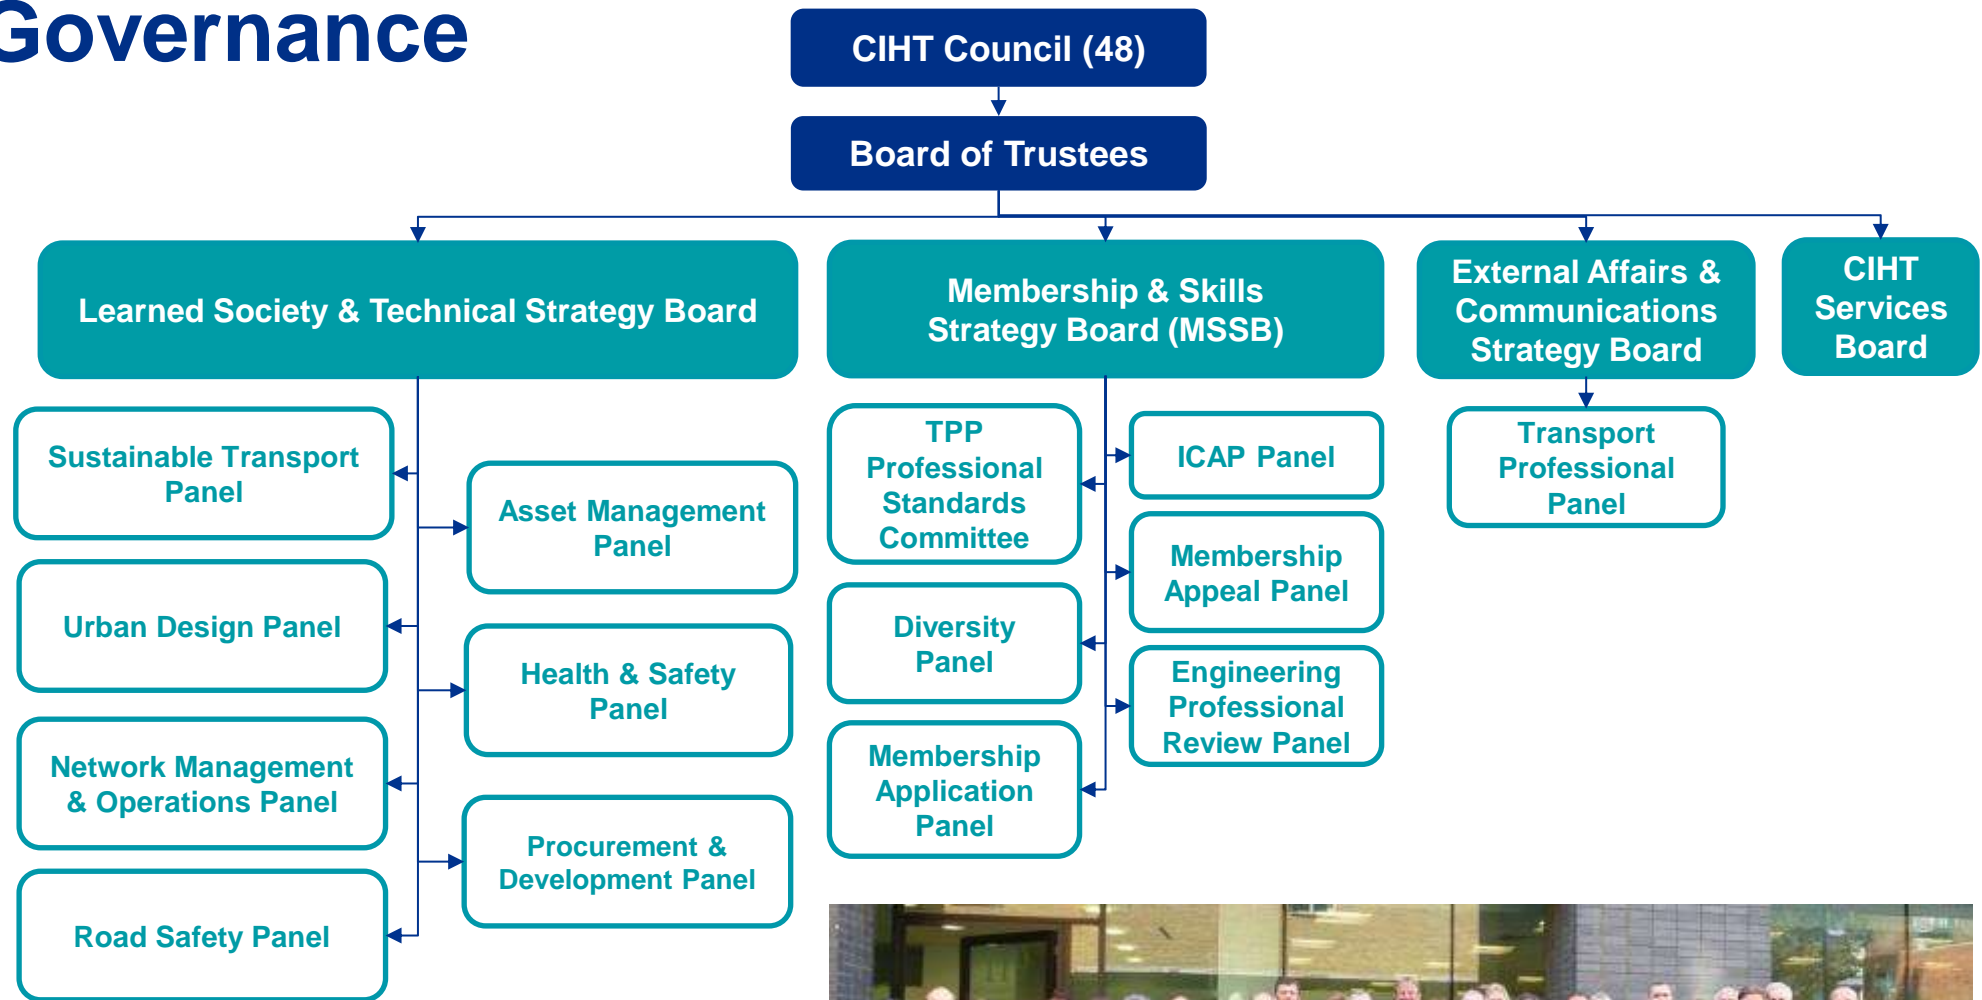 Governance
CIHT Council (48)
Board of Trustees
Learned Society & Technical Strategy Board
Membership & Skills
Strategy Board (MSSB)
External Affairs &
Communications
Strategy Board
CIHT
Services
Board
Sustainable Transport
Panel
Asset Management
Panel
Urban Design Panel
Health & Safety
Panel
Network Management
& Operations Panel
Procurement &
Development Panel
Road Safety Panel
TPP
Professional
Standards
Committee
ICAP Panel
Membership
Appeal Panel
Diversity
Panel
Engineering
Professional
Review Panel
Membership
Application
Panel
Transport
Professional
Panel